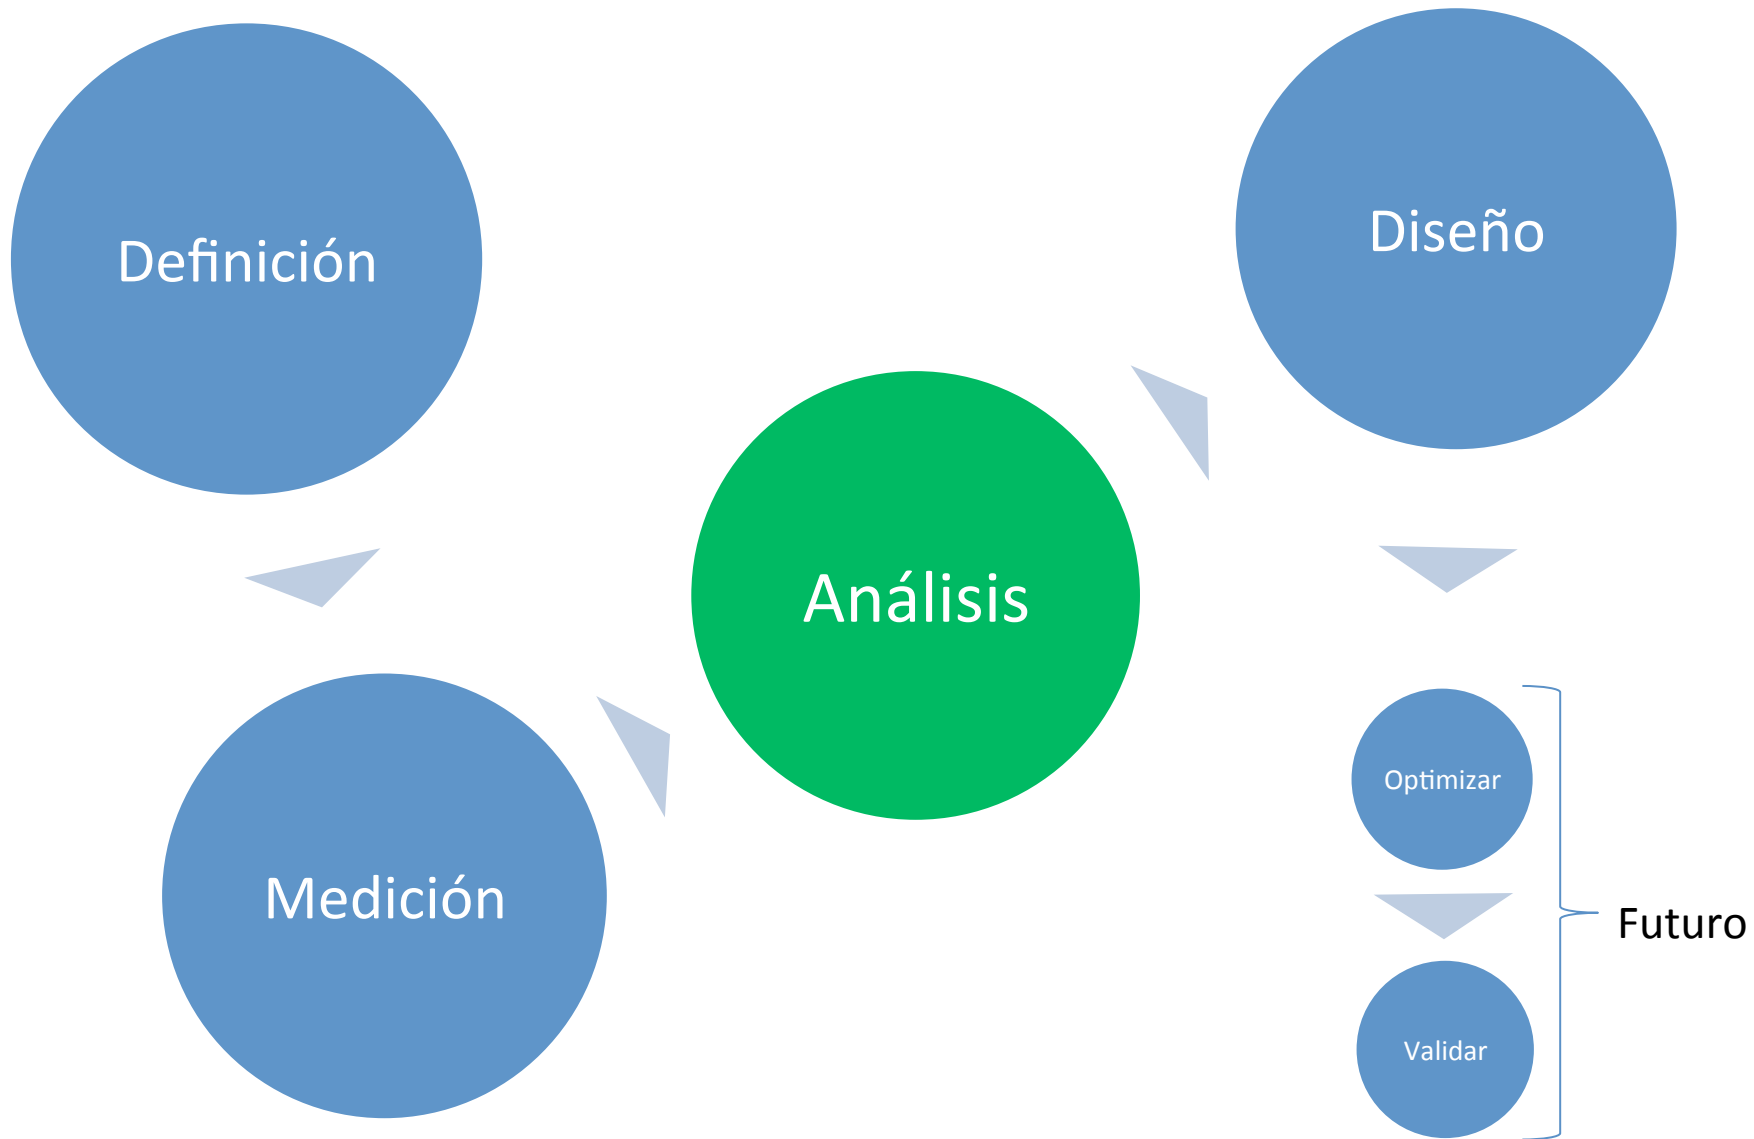 Definición
Medición
Análisis
Diseño
Optimizar
Validar
Futuro